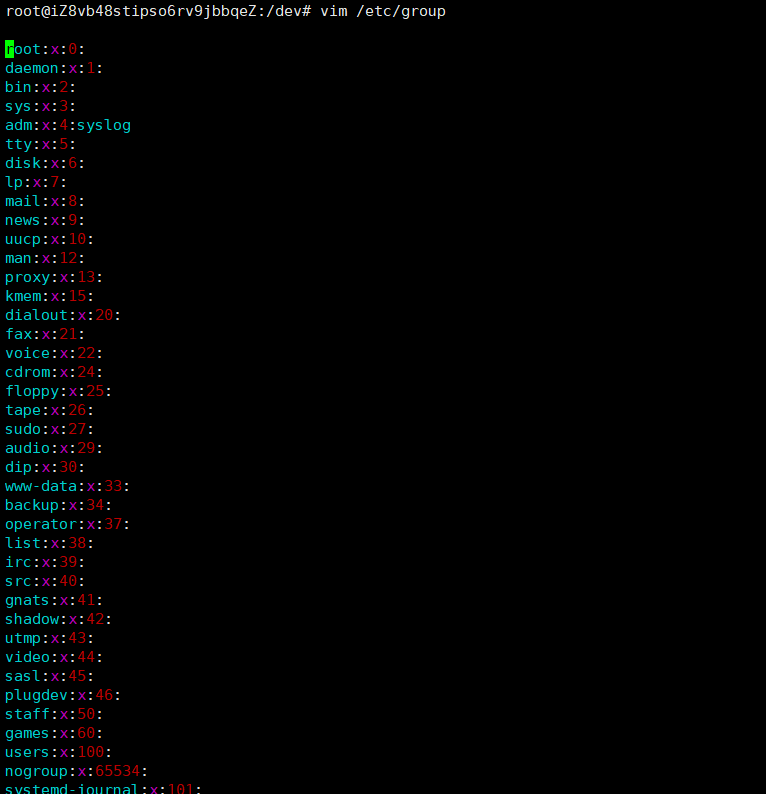 root@iZ8vb48stipso6rv9jbbqeZ:/dev# vim /etc/group
root:x:0:
daemon:x:1:
bin:x:2:
sys:x:3:
adm:x:4:syslog
tty:x:5:
disk:x:6:
lp:x:7:
mail:x:8:
news:x:9:
uucp:x:10:
man:x:12:
proxy:x:13:
kmem:x:15:
dialout:x:20:
fax:x:21:
voice:x:22:
cdrom:x:24:
floppy:x:25:
tape:x:26:
sudo:x:27:
audio:x:29:
dip:x:30:
www-data:x:33:
backup:x:34:
operator:x:37:
list:x:38:
irc:x:39:
src:x:40:
gnats:x:41:
shadow:x:42:
utmp:x:43:
video:x:44:
sasl:x:45:
plugdev:x:46:
staff:x:50:
games:x:60:
users:x:100:
nogroup:x:65534:
systemd-journal:x:101: